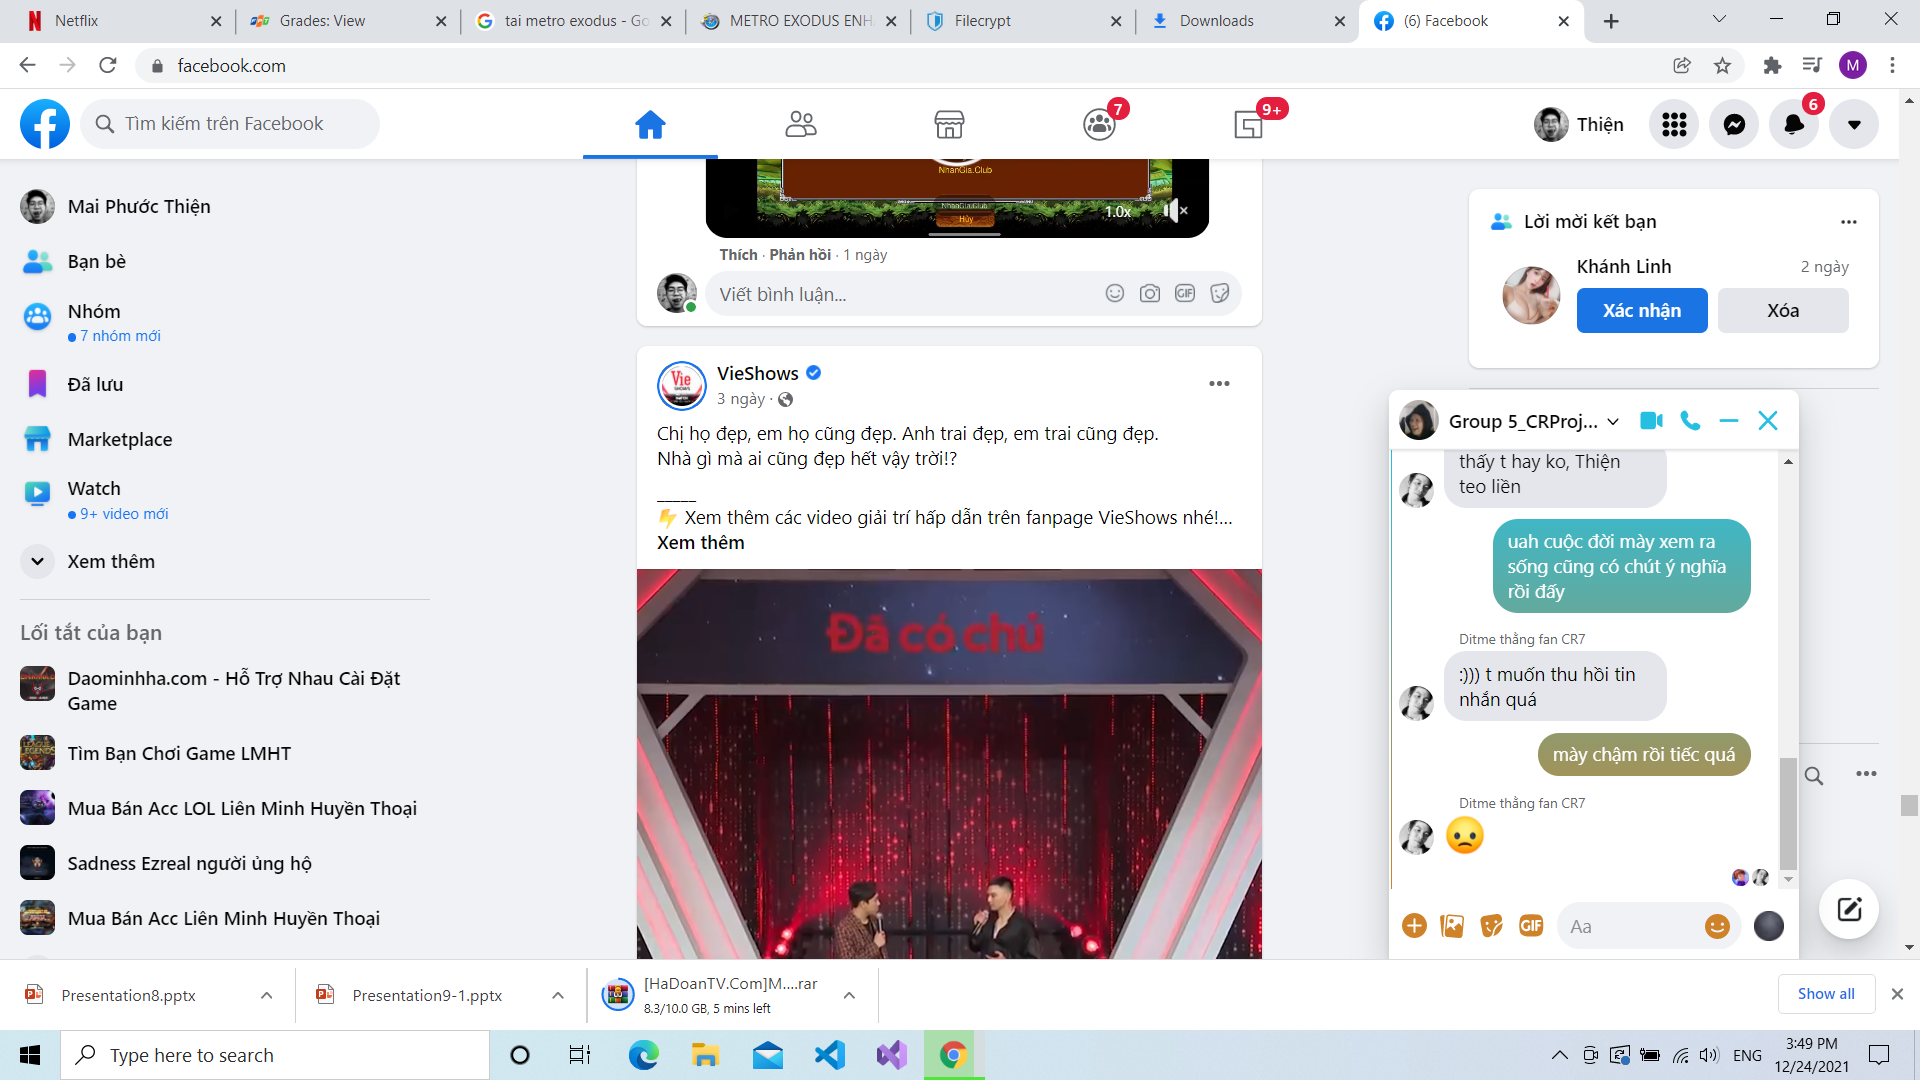 Netflix
Grades: View
tai metro exodus - Go
METRO EXODUS ENH
Filecrypt
Downloads
(6) Facebook
facebook.com
M
Tìm kiếm trên Facebook
7
9+
Thiện
6
Mai Phước Thiện
Bạn bè
Nhóm
7 nhóm mới
Đã lưu
Marketplace
Watch
9+ video mới
Xem thêm
Lối tắt của bạn
Daominhha.com - Hỗ Trợ Nhau Cài Đặt
Game
Tìm Bạn Chơi Game LMHT
Mua Bán Acc LOL Liên Minh Huyền Thoại
Sadness Ezreal người ủng hộ
Mua Bán Acc Liên Minh Huyền Thoại
NhanGia.Club
NhanGia.Club
Hủy
1.0x
Thích · Phản hồi · 1 ngày
Viết bình luận...
GIF
Vie
SHOWS
VieShows
3 ngày ·
Chị họ đẹp, em họ cũng đẹp. Anh trai đẹp, em trai cũng đẹp.
Nhà gì mà ai cũng đẹp hết vậy trời!?
_____
⚡ Xem thêm các video giải trí hấp dẫn trên fanpage VieShows nhé!...
Xem thêm
Đã có chủ
Lời mời kết bạn
Khánh Linh
2 ngày
Xác nhận
Xóa
Group 5_CRProj...
thấy t hay ko, Thiện
teo liền
uah cuộc đời mày xem ra
sống cũng có chút ý nghĩa
rồi đấy
Ditme thằng fan CR7
:))) t muốn thu hồi tin
nhắn quá
mày chậm rồi tiếc quá
Ditme thằng fan CR7
GIF
Aa
Presentation8.pptx
Presentation9-1.pptx
[HaDoanTV.Com]M....rar
8.3/10.0 GB, 5 mins left
Show all
Type here to search
ENG
3:49 PM
12/24/2021